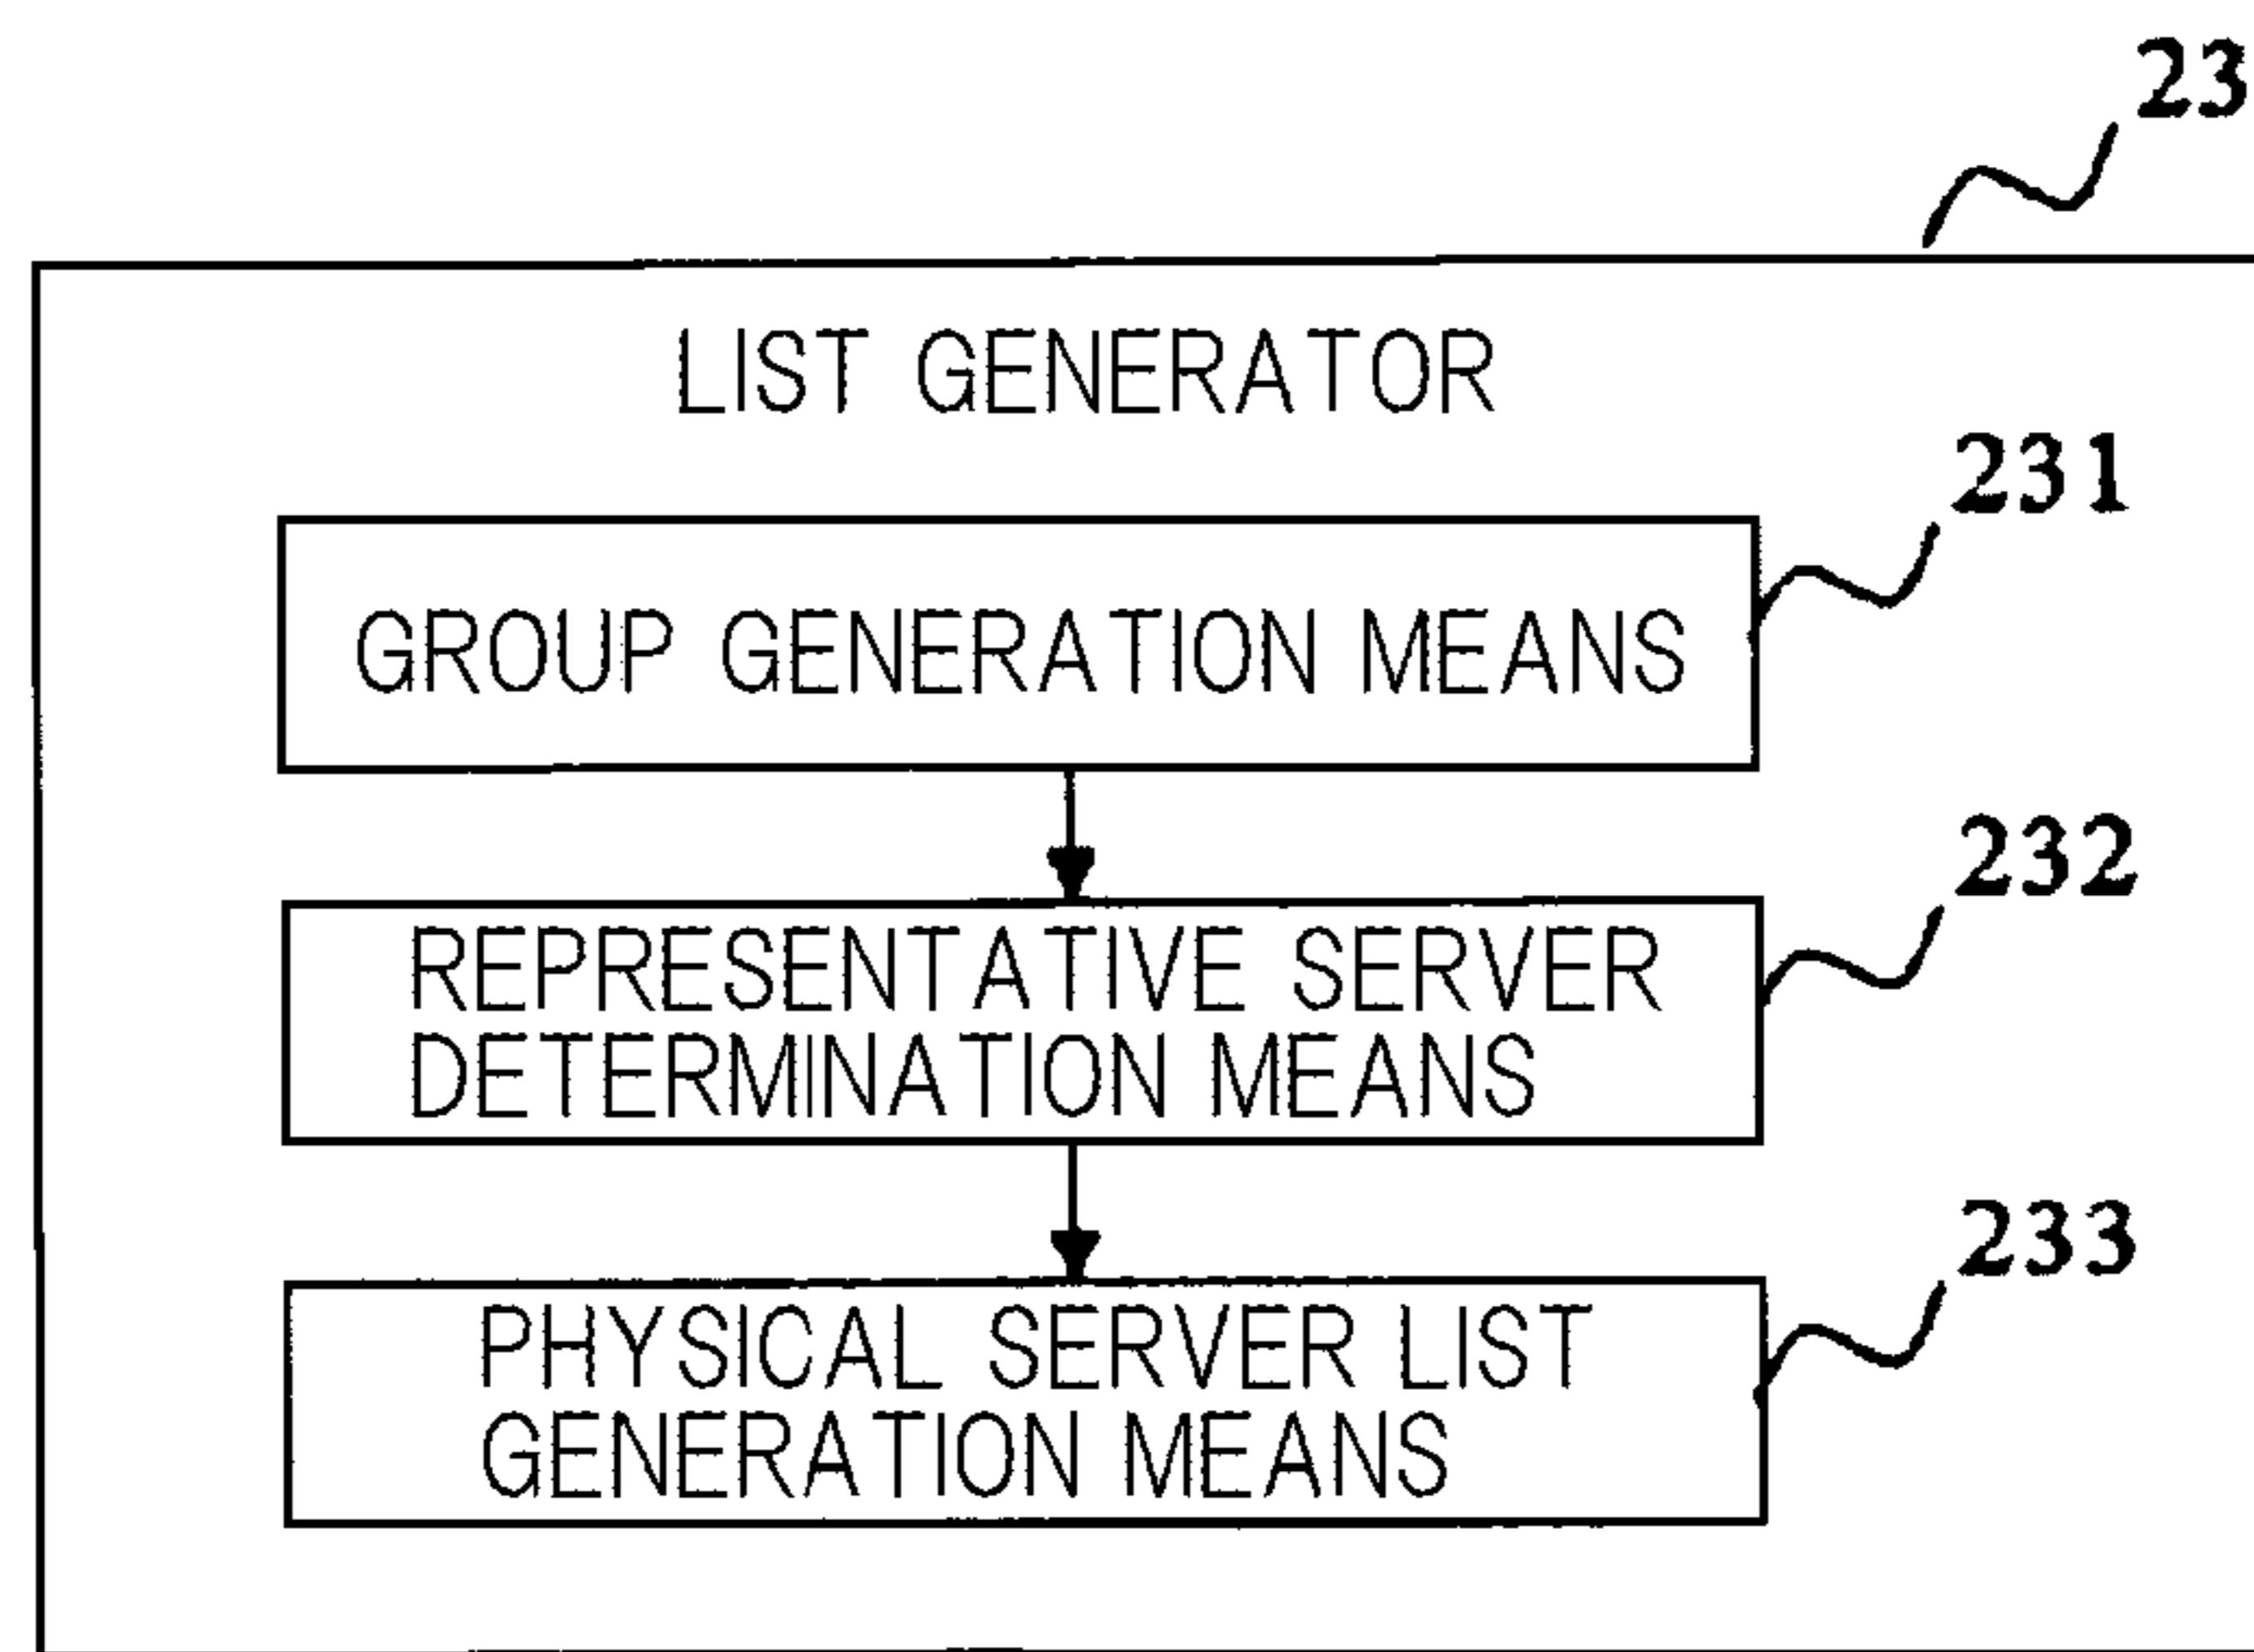 23
LIST GENERATOR
231
GROUP GENERATION MEANS
232
REPRESENTATIVE SERVER
DETERMINATION MEANS
233
PHYSICAL SERVER LIST
GENERATION MEANS